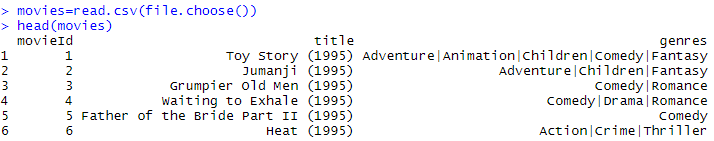 > movies=read.csv(file.choose())
> head(movies)
  movieId                              title                                      genres
1       1                   Toy Story (1995) Adventure|Animation|Children|Comedy|Fantasy
2       2                     Jumanji (1995)                  Adventure|Children|Fantasy
3       3            Grumpier Old Men (1995)                              Comedy|Romance
4       4           Waiting to Exhale (1995)                        Comedy|Drama|Romance
5       5 Father of the Bride Part II (1995)                                      Comedy
6       6                        Heat (1995)                       Action|Crime|Thriller